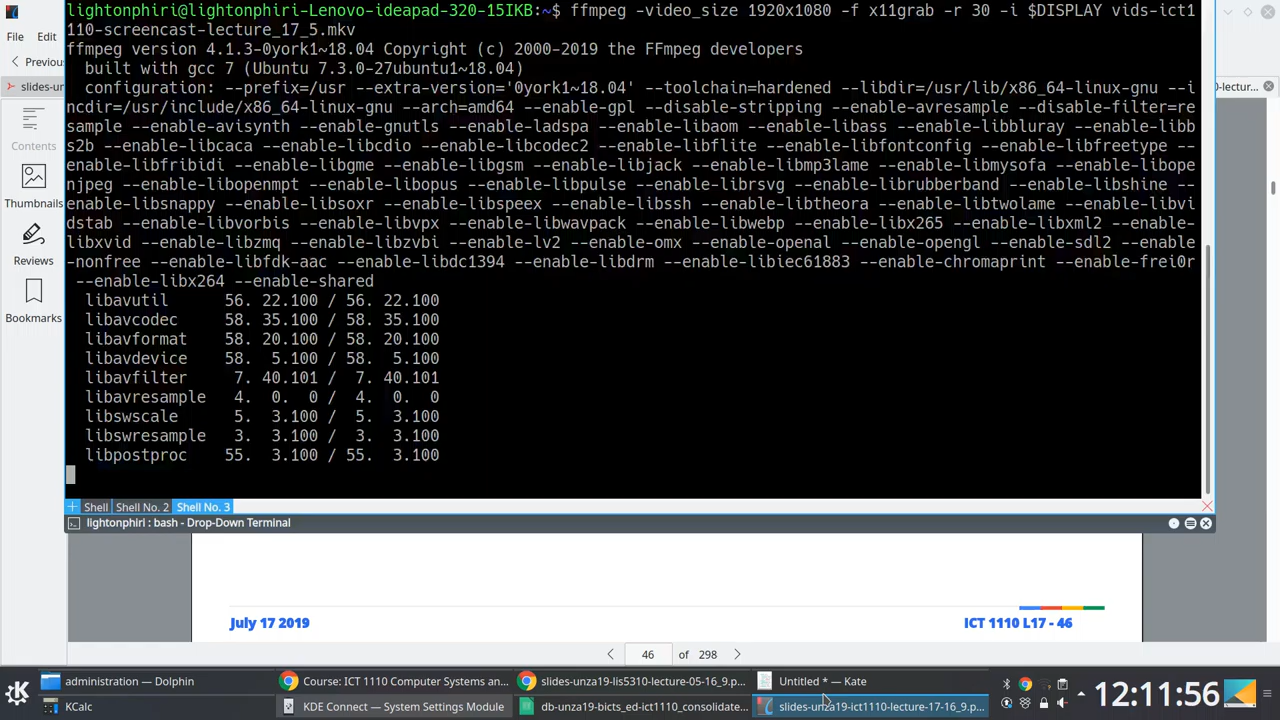 lightonphiri@lightonphiri-Lenovo-ideapad-320-15IKB:~$ ffmpeg -video_size 1920x1080 -f x11grab -r 30 -i $DISPLAY vids-ict1
110-screencast-lecture_17_5.mkv
ffmpeg version 4.1.3-0york1~18.04 Copyright (c) 2000-2019 the FFmpeg developers
built with gcc 7 (Ubuntu 7.3.0-27ubuntu1~18.04)
configuration: --prefix=/usr --extra-version='0york1~18.04' --toolchain=hardened --libdir=/usr/lib/x86_64-linux-gnu --i
ncdir=/usr/include/x86_64-linux-gnu --arch=amd64 --enable-gpl --disable-stripping --enable-avresample --disable-filter=re
sample --enable-avisynth --enable-gnutls --enable-ladspa --enable-libaom --enable-libass --enable-libbluray --enable-libb
s2b --enable-libcaca --enable-libcdio --enable-libcodec2 --enable-libflite --enable-libfontconfig --enable-libfreetype --
enable-libfribidi --enable-libgme --enable-libgsm --enable-libjack --enable-libmp3lame --enable-libmysofa --enable-libope
njpeg --enable-libopenmpt --enable-libopus --enable-libpulse --enable-librsvg --enable-librubberband --enable-libshine --
enable-libsnappy --enable-libsoxr --enable-libspeex --enable-libssh --enable-libtheora --enable-libtwolame --enable-libvi
dstab --enable-libvorbis --enable-libvpx --enable-libwavpack --enable-libwebp --enable-libx265 --enable-libxml2 --enable-
libxvid --enable-libzmq --enable-libzvbi --enable-lv2 --enable-omx --enable-openal --enable-opengl --enable-sdl2 --enable
-nonfree --enable-libfdk-aac --enable-libdc1394 --enable-libdrm --enable-libiec61883 --enable-chromaprint --enable-frei0r
--enable-libx264 --enable-shared
libavutil 56. 22.100 / 56. 22.100
libavcodec 58. 35.100 / 58. 35.100
libavformat 58. 20.100 / 58. 20.100
libavdevice 58. 5.100 / 58. 5.100
libavfilter 7. 40.101 / 7. 40.101
libavresample 4. 0. 0 / 4. 0. 0
libswscale 5. 3.100 / 5. 3.100
libswresample 3. 3.100 / 3. 3.100
libpostproc 55. 3.100 / 55. 3.100
File Edit
Previou
slides-un
-lectur...
Contents
Thumbnails
Reviews
Bookmarks
Shell Shell No. 2 Shell No. 3
lightonphiri : bash - Drop-Down Terminal
July 17 2019 ICT 1110 L17 - 46
46 of 298
administration — Dolphin Course: ICT 1110 Computer Systems an... slides-unza19-lis5310-lecture-05-16_9.p... Untitled * — Kate
KCalc KDE Connect — System Settings Module db-unza19-bicts_ed-ict1110_consolidate... slides-unza19-ict1110-lecture-17-16_9.p...
12:11:56